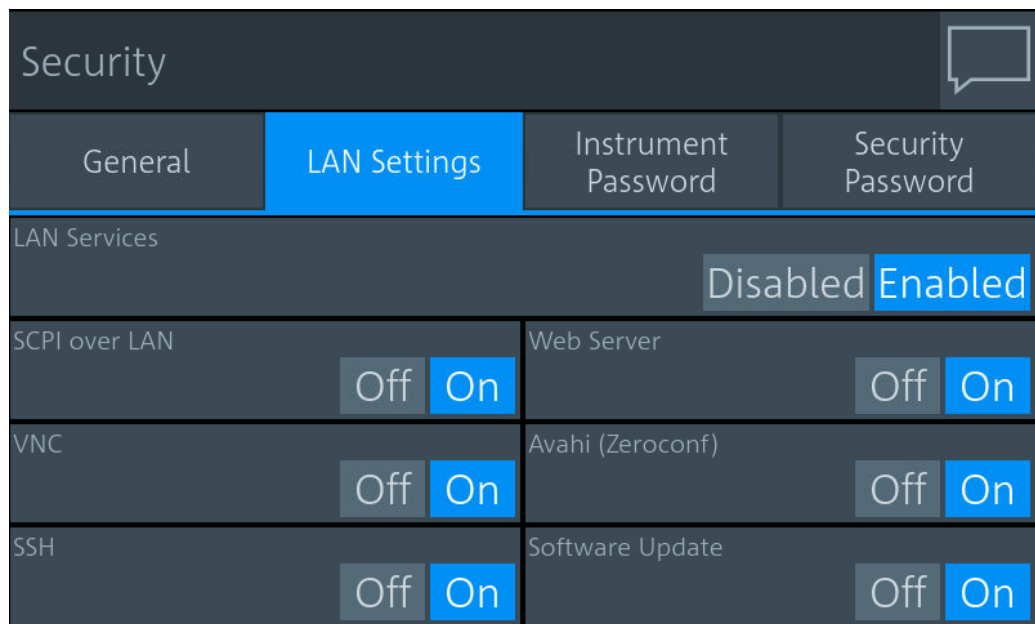 Security
General
LAN Settings
Instrument
Password
Security
Password
LAN Services
Disabled Enabled
SCPI over LAN
Off On
Web Server
Off On
VNC
Off On
Avahi (Zeroconf)
Off On
SSH
Off On
Software Update
Off On